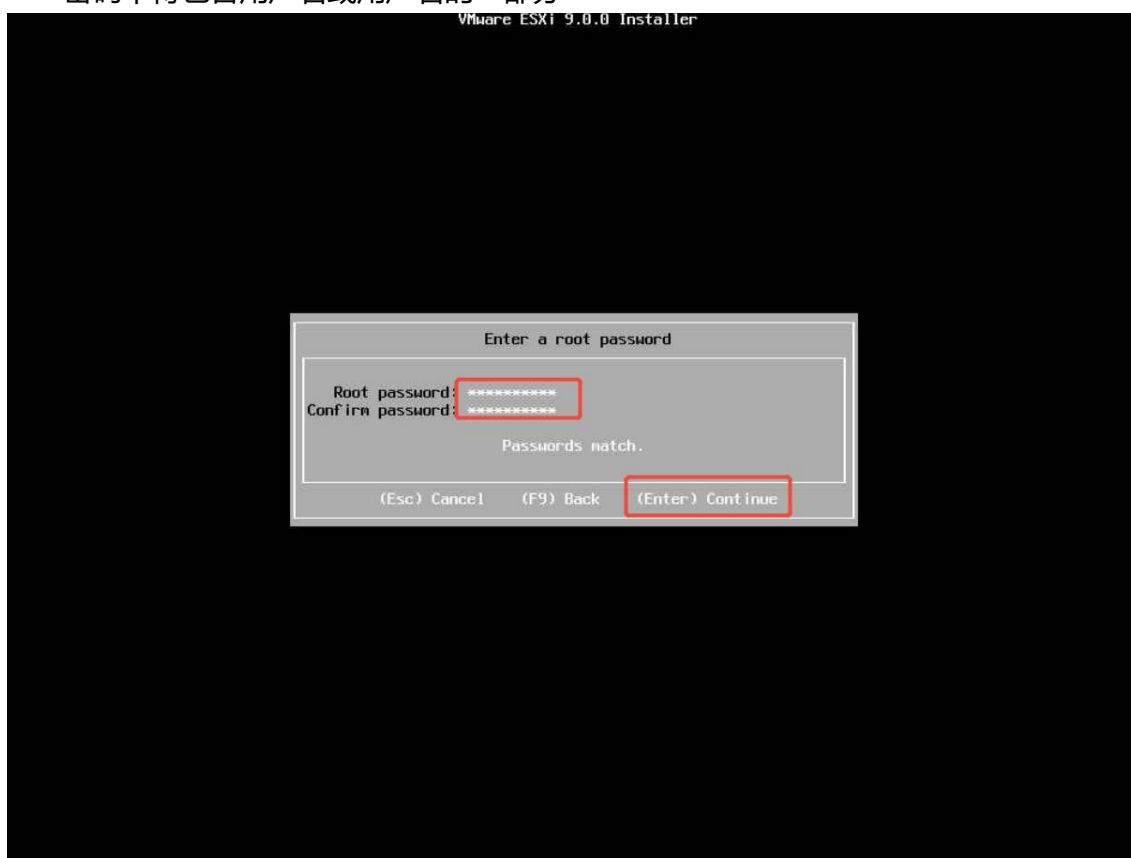 VMware ESXi 9.0.0 Installer
Enter a root password
Root password: **********
Confirm password: **********
Passwords match.
(Esc) Cancel (F9) Back (Enter) Continue